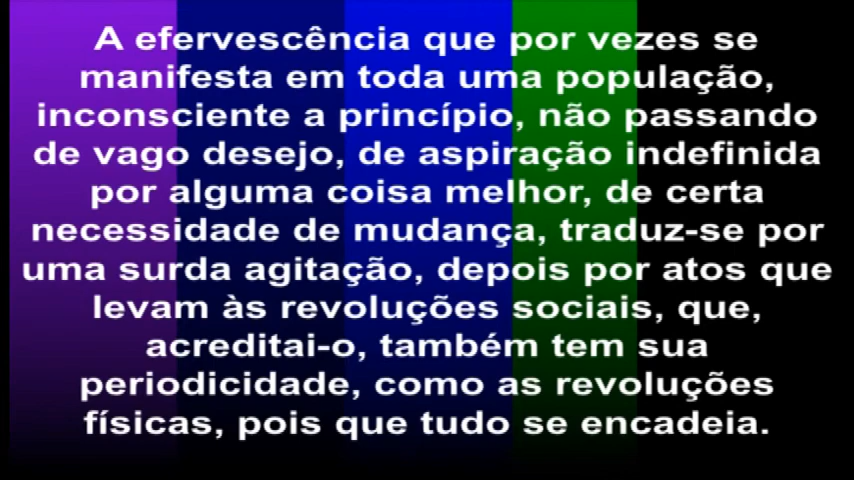 A efervescência que por vezes se
manifesta em toda uma população,
inconsciente a princípio, não passando
de vago desejo, de aspiração indefinida
por alguma coisa melhor, de certa
necessidade de mudança, traduz-se por
uma surda agitação, depois por atos que
levam às revoluções sociais, que,
acreditai-o, também tem sua
periodicidade, como as revoluções
físicas, pois que tudo se encadeia.